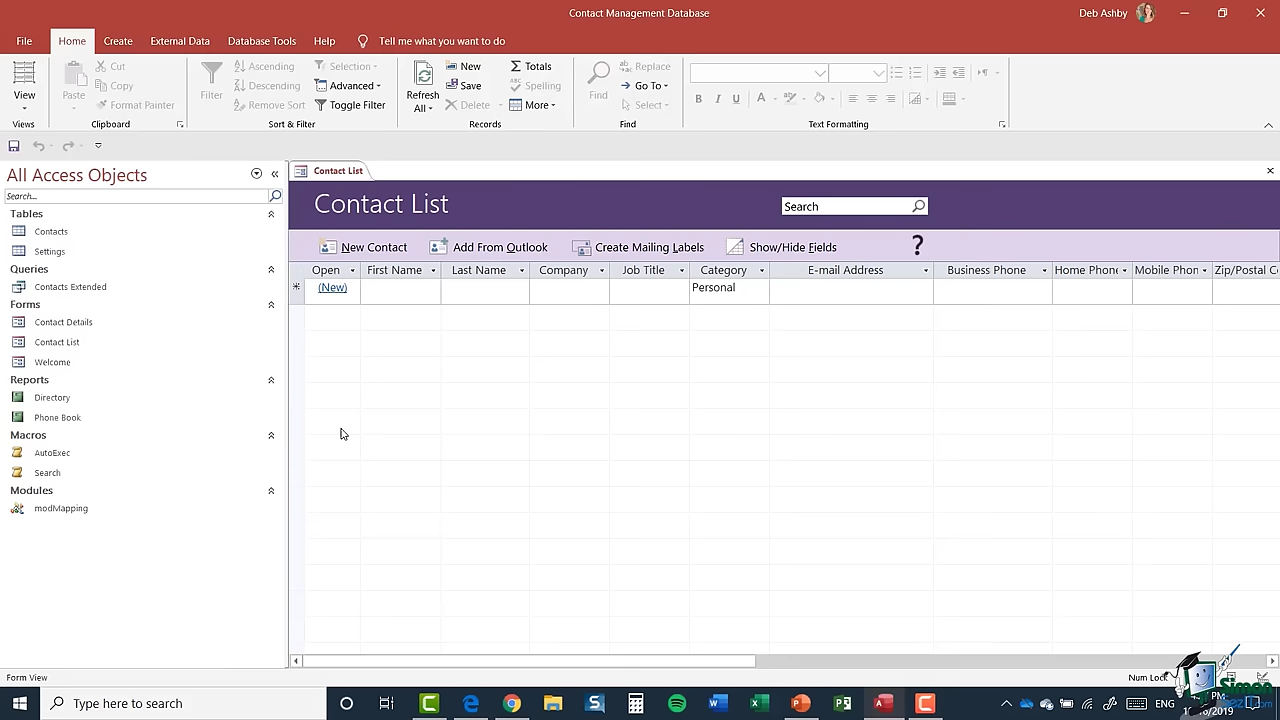 Contact Management Database
Deb Ashby
File Home Create External Data Database Tools Help Tell me what you want to do
View
Views
Paste
Cut
Copy
Format Painter
Clipboard
Filter
Ascending
Descending
Remove Sort
Selection
Advanced
Toggle Filter
Sort & Filter
Refresh All
New
Save
Delete
Totals
Spelling
More
Records
Find
Replace
Go To
Select
Find
B I U A
Text Formatting
All Access Objects
Search...
Tables
Contacts
Settings
Queries
Contacts Extended
Forms
Contact Details
Contact List
Welcome
Reports
Directory
Phone Book
Macros
AutoExec
Search
Modules
modMapping
Contact List
Contact List
Search
New Contact Add From Outlook Create Mailing Labels Show/Hide Fields ?
Open First Name Last Name Company Job Title Category E-mail Address Business Phone Home Phone Mobile Phon Zip/Postal C
(New) Personal
Form View
Num Lock
Type here to search
ENG
PM
/2019
Simon